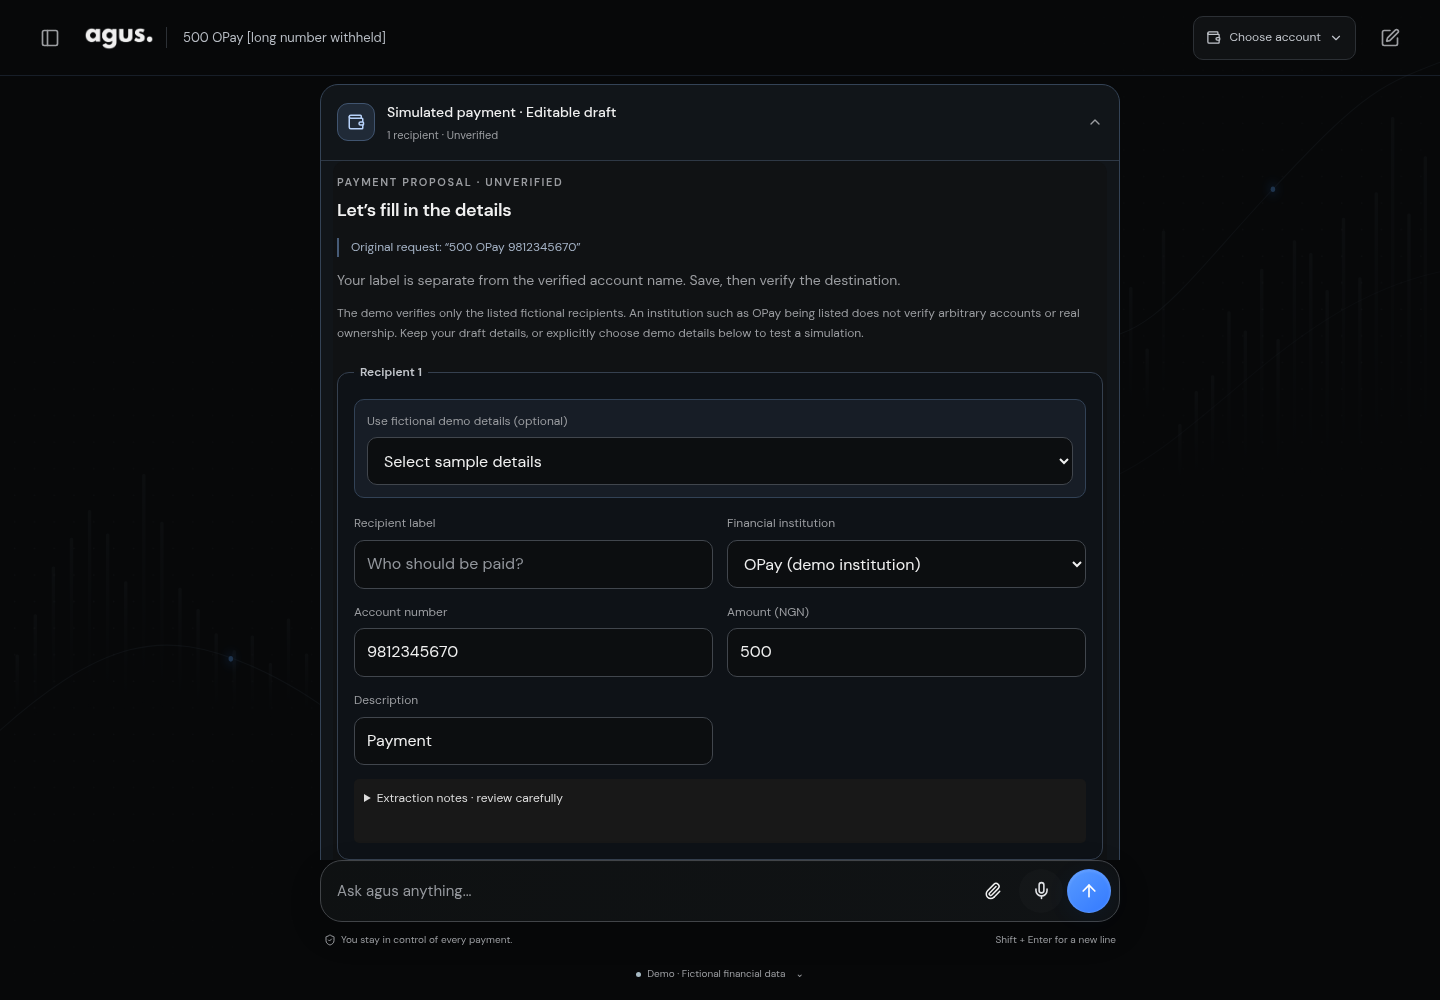 agus.
500 OPay [long number withheld]
Choose account
Simulated payment · Editable draft
1 recipient · Unverified
PAYMENT PROPOSAL · UNVERIFIED
Let’s fill in the details
Original request: “500 OPay 9812345670”
Your label is separate from the verified account name. Save, then verify the destination.
The demo verifies only the listed fictional recipients. An institution such as OPay being listed does not verify arbitrary accounts or real
ownership. Keep your draft details, or explicitly choose demo details below to test a simulation.
Recipient 1
Use fictional demo details (optional)
Select sample details
Recipient label
Financial institution
Who should be paid?
OPay (demo institution)
Account number
Amount (NGN)
9812345670
500
Description
Payment
Extraction notes · review carefully
Ask agus anything...
You stay in control of every payment.
Shift + Enter for a new line
Demo · Fictional financial data